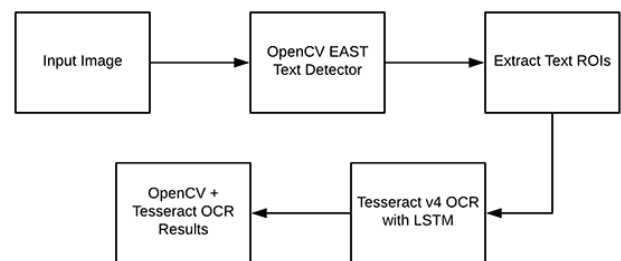 Input Image
OpenCV EAST
Text Detector
Extract Text ROIs
Tesseract v4 OCR
with LSTM
OpenCV +
Tesseract OCR
Results